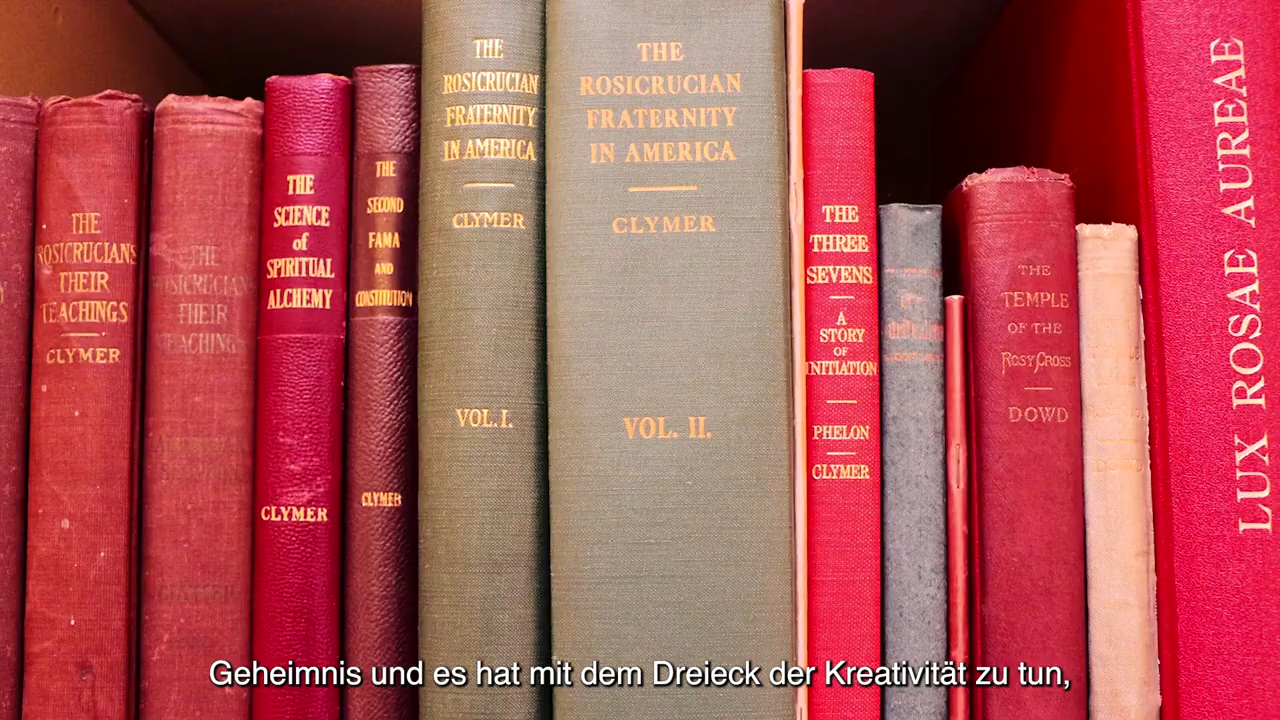 THE
ROSICRUCIANS
THEIR
TEACHINGS
CLYMER
THE
ROSICRUCIAN
THEIR
TEACHING
THE
SCIENCE
of
SPIRITUAL
ALCHEMY
CLYMER
THE
SECOND
FAMA
AND
CONSTITUTION
CLYMER
THE
ROSICRUCIAN
FRATERNITY
IN AMERICA
CLYMER
VOL. I.
THE
ROSICRUCIAN
FRATERNITY
IN AMERICA
CLYMER
VOL. II.
THE
THREE
SEVENS
A
STORY
OF
INITIATION
PHELON
CLYMER
THE
TEMPLE
OF THE
ROSY CROSS
DOWD
DOWD
LUX ROSAE AUREAE
Geheimnis und es hat mit dem Dreieck der Kreativität zu tun,